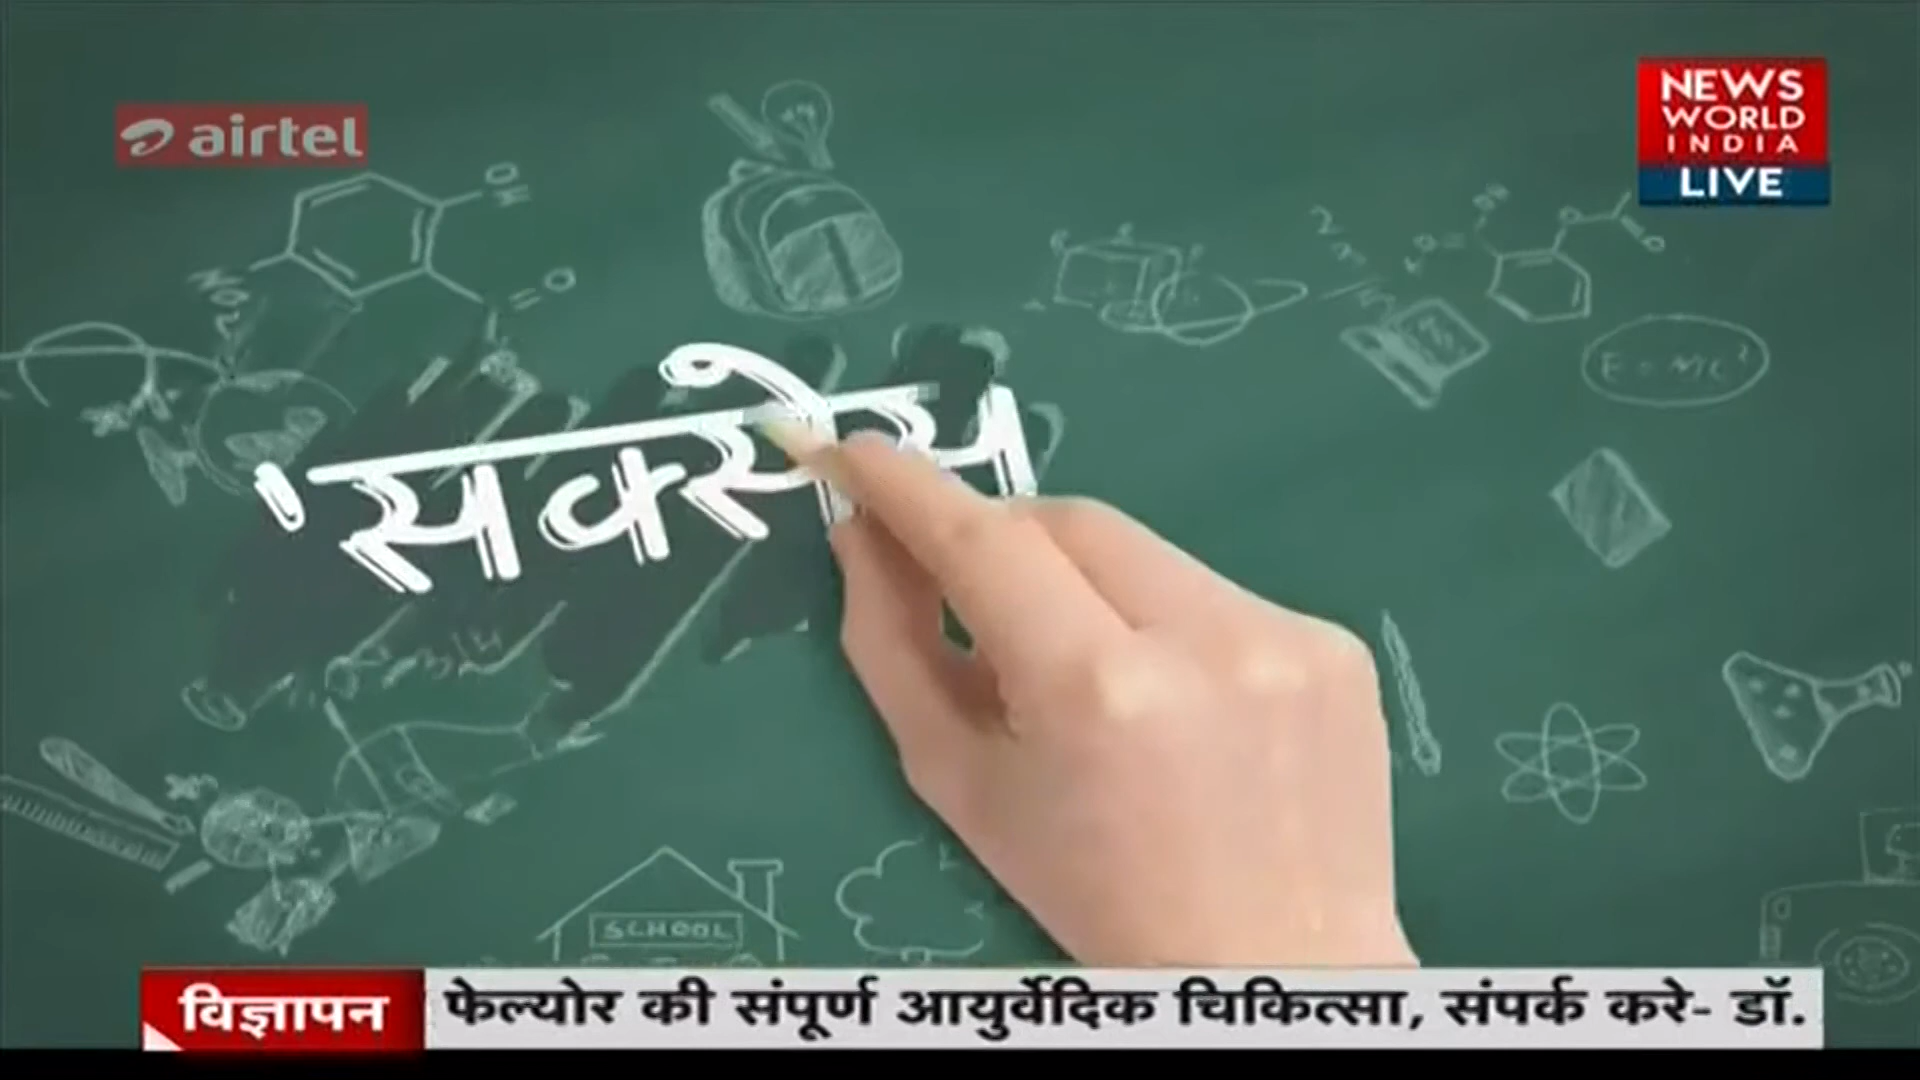 airtel
NEWS
WORLD
INDIA
LIVE
'सक्सेस
E = MC²
SCHOOL
विज्ञापन
फेल्योर की संपूर्ण आयुर्वेदिक चिकित्सा, संपर्क करे- डॉ.